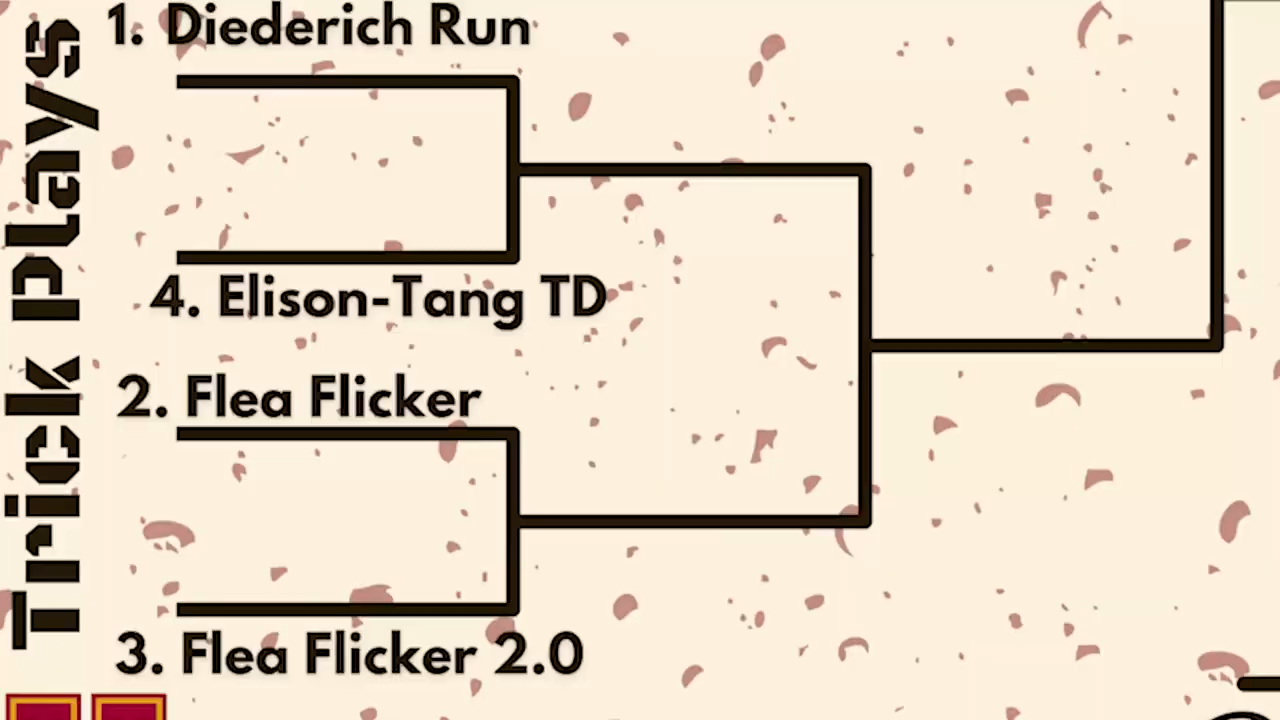 Trick Plays
1. Diederich Run
4. Elison-Tang TD
2. Flea Flicker
3. Flea Flicker 2.0